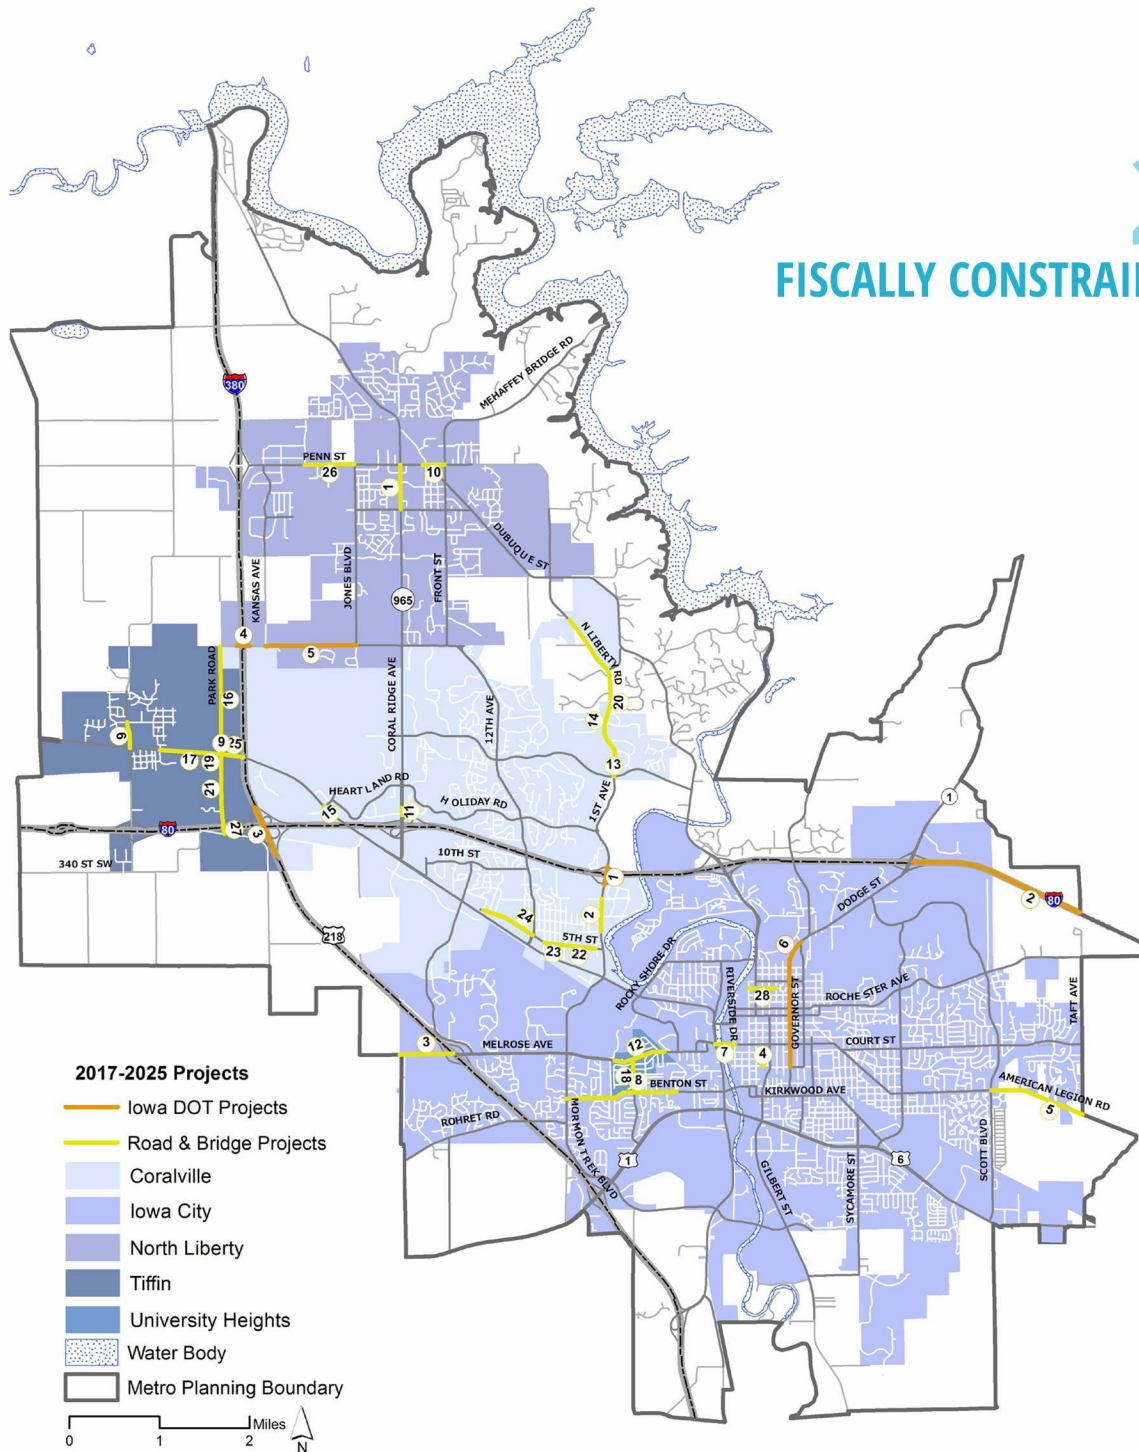 FISCALLY CONSTRAI
MEHAFFEY BRIDGE RD
380
PENN ST
26
1
10
DUBUQUE ST
KANSAS AVE
JONES BLVD
FRONT ST
965
4
5
N LIBERTY RD
PARK ROAD
16
CORAL RIDGE AVE
12TH AVE
20
14
9
9
25
17
19
13
21
HEARTLAND RD
HOLIDAY RD
1ST AVE
15
11
1
80
27
3
340 ST SW
10TH ST
1
DODGE ST
2
80
24
2
5TH ST
218
23
22
ROCKY SHORE DR
6
RIVERSIDE DR
28
GOVERNOR ST
ROCHESTER AVE
TAFT AVE
3
MELROSE AVE
12
7
4
COURT ST
18
8
BENTON ST
KIRKWOOD AVE
AMERICAN LEGION RD
5
ROHRET RD
MORMON TREK BLVD
1
GILBERT ST
SYCAMORE ST
6
SCOTT BLVD
2017-2025 Projects
Iowa DOT Projects
Road & Bridge Projects
Coralville
Iowa City
North Liberty
Tiffin
University Heights
Water Body
Metro Planning Boundary
Miles
0 1 2
N